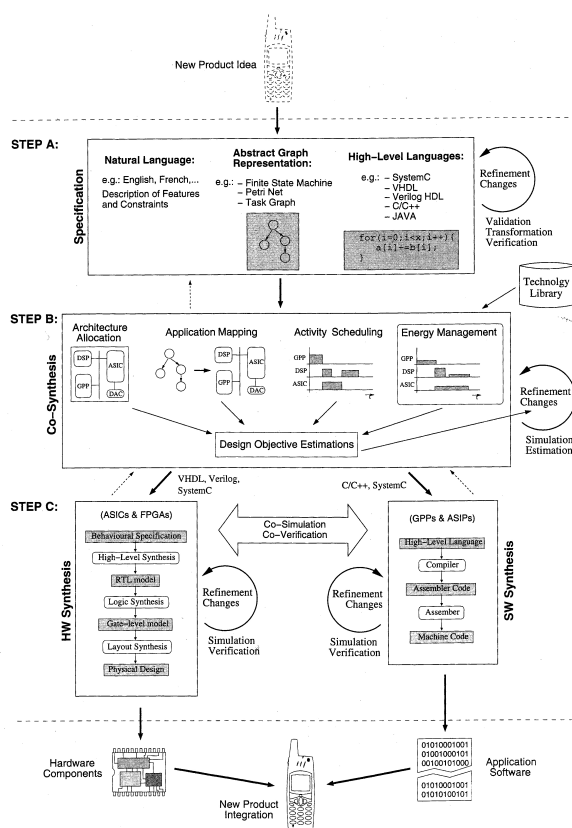 New Product Idea
STEP A:
Specification
Natural Language:
e.g.: English, French,...
Description of Features
and Constraints
Abstract Graph
Representation:
e.g.: – Finite State Machine
– Petri Net
– Task Graph
High–Level Languages:
e.g.: – SystemC
– VHDL
– Verilog HDL
– C/C++
– JAVA
for(i=0;i<x;i++){
a[i]+=b[i];
}
Refinement
Changes
Validation
Transformation
Verification
Technolgy
Library
STEP B:
Co–Synthesis
Architecture
Allocation
DSP
ASIC
GPP
DAC
Application Mapping
DSP
ASIC
GPP
DAC
Activity Scheduling
GPP
DSP
ASIC
Energy Management
GPP
DSP
ASIC
Design Objective Estimations
Refinement
Changes
Simulation
Estimation
VHDL, Verilog,
SystemC
C/C++, SystemC
STEP C:
HW Synthesis
(ASICs & FPGAs)
Behavioural Specification
High–Level Synthesis
RTL model
Logic Synthesis
Gate–level model
Layout Synthesis
Physical Design
Refinement
Changes
Simulation
Verification
Co–Simulation
Co–Verification
Refinement
Changes
Simulation
Verification
(GPPs & ASIPs)
High–Level Language
Compiler
Assembler Code
Assember
Machine Code
SW Synthesis
Hardware
Components
New Product
Integration
01010001001
01001000101
00100101000
01010001001
01010100101
Application
Software